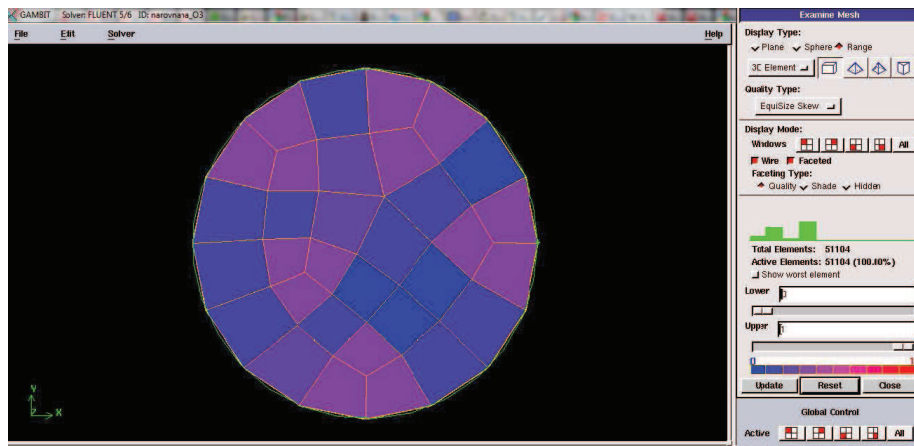 GAMBIT Solver: FLUENT 5/6 ID: narovnana_O3
File Edit Solver Help
Y
Z X
Examine Mesh
Display Type:
Plane Sphere Range
3D Element
Quality Type:
EquiSize Skew
Display Mode:
Windows All
Wire Faceted
Faceting Type:
Quality Shade Hidden
Total Elements: 51104
Active Elements: 51104 (100.00%)
Show worst element
Lower 0
Upper 1
0 1
Update Reset Close
Global Control
Active All